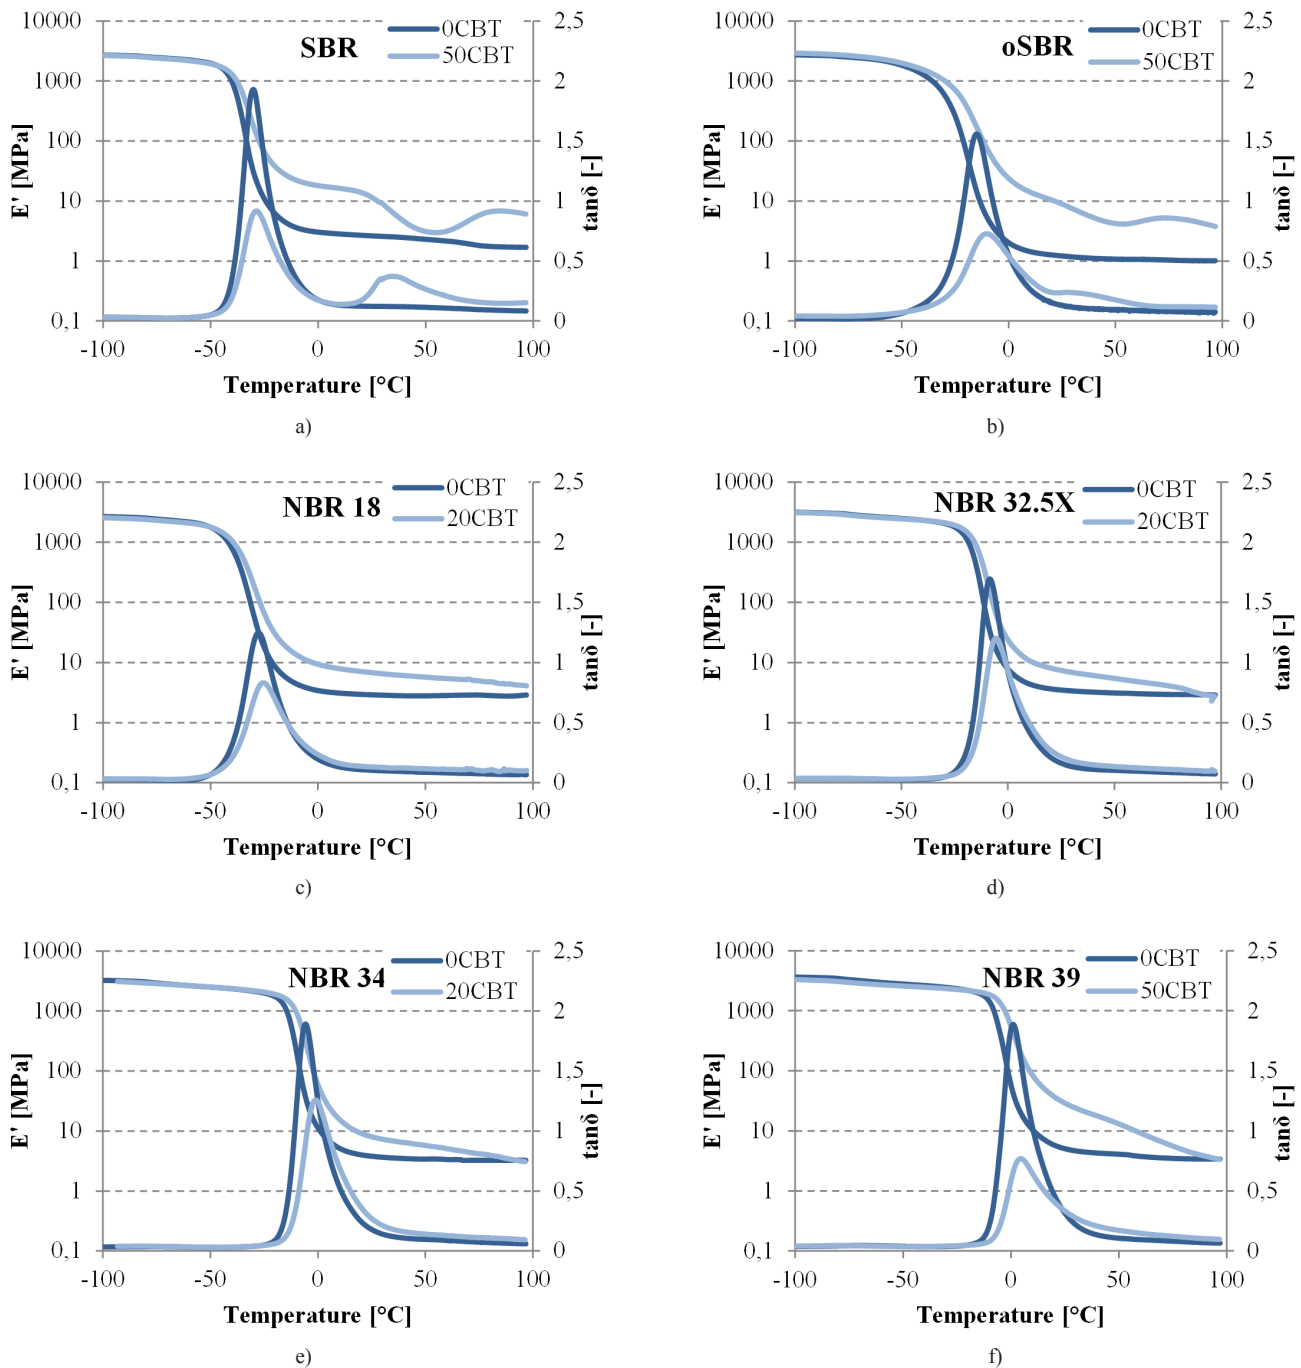 10000
1000
100
10
1
0,1
E' [MPa]
SBR
0CBT
50CBT
2,5
2
1,5
1
0,5
0
tanδ [-]
-100
-50
0
50
100
Temperature [°C]
a)
10000
1000
100
10
1
0,1
E' [MPa]
oSBR
0CBT
50CBT
2,5
2
1,5
1
0,5
0
tanδ [-]
-100
-50
0
50
100
Temperature [°C]
b)
10000
1000
100
10
1
0,1
E' [MPa]
NBR 18
0CBT
20CBT
2,5
2
1,5
1
0,5
0
tanδ [-]
-100
-50
0
50
100
Temperature [°C]
c)
10000
1000
100
10
1
0,1
E' [MPa]
NBR 32.5X
0CBT
20CBT
2,5
2
1,5
1
0,5
0
tanδ [-]
-100
-50
0
50
100
Temperature [°C]
d)
10000
1000
100
10
1
0,1
E' [MPa]
NBR 34
0CBT
20CBT
2,5
2
1,5
1
0,5
0
tanδ [-]
-100
-50
0
50
100
Temperature [°C]
e)
10000
1000
100
10
1
0,1
E' [MPa]
NBR 39
0CBT
50CBT
2,5
2
1,5
1
0,5
0
tanδ [-]
-100
-50
0
50
100
Temperature [°C]
f)